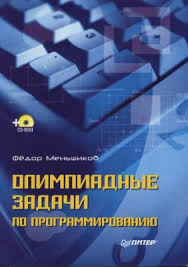 +
CD-ROM
Фёдор Меньшиков
ОЛИМПИАДНЫЕ
ЗАДАЧИ
ПО ПРОГРАММИРОВАНИЮ
ПИТЕР